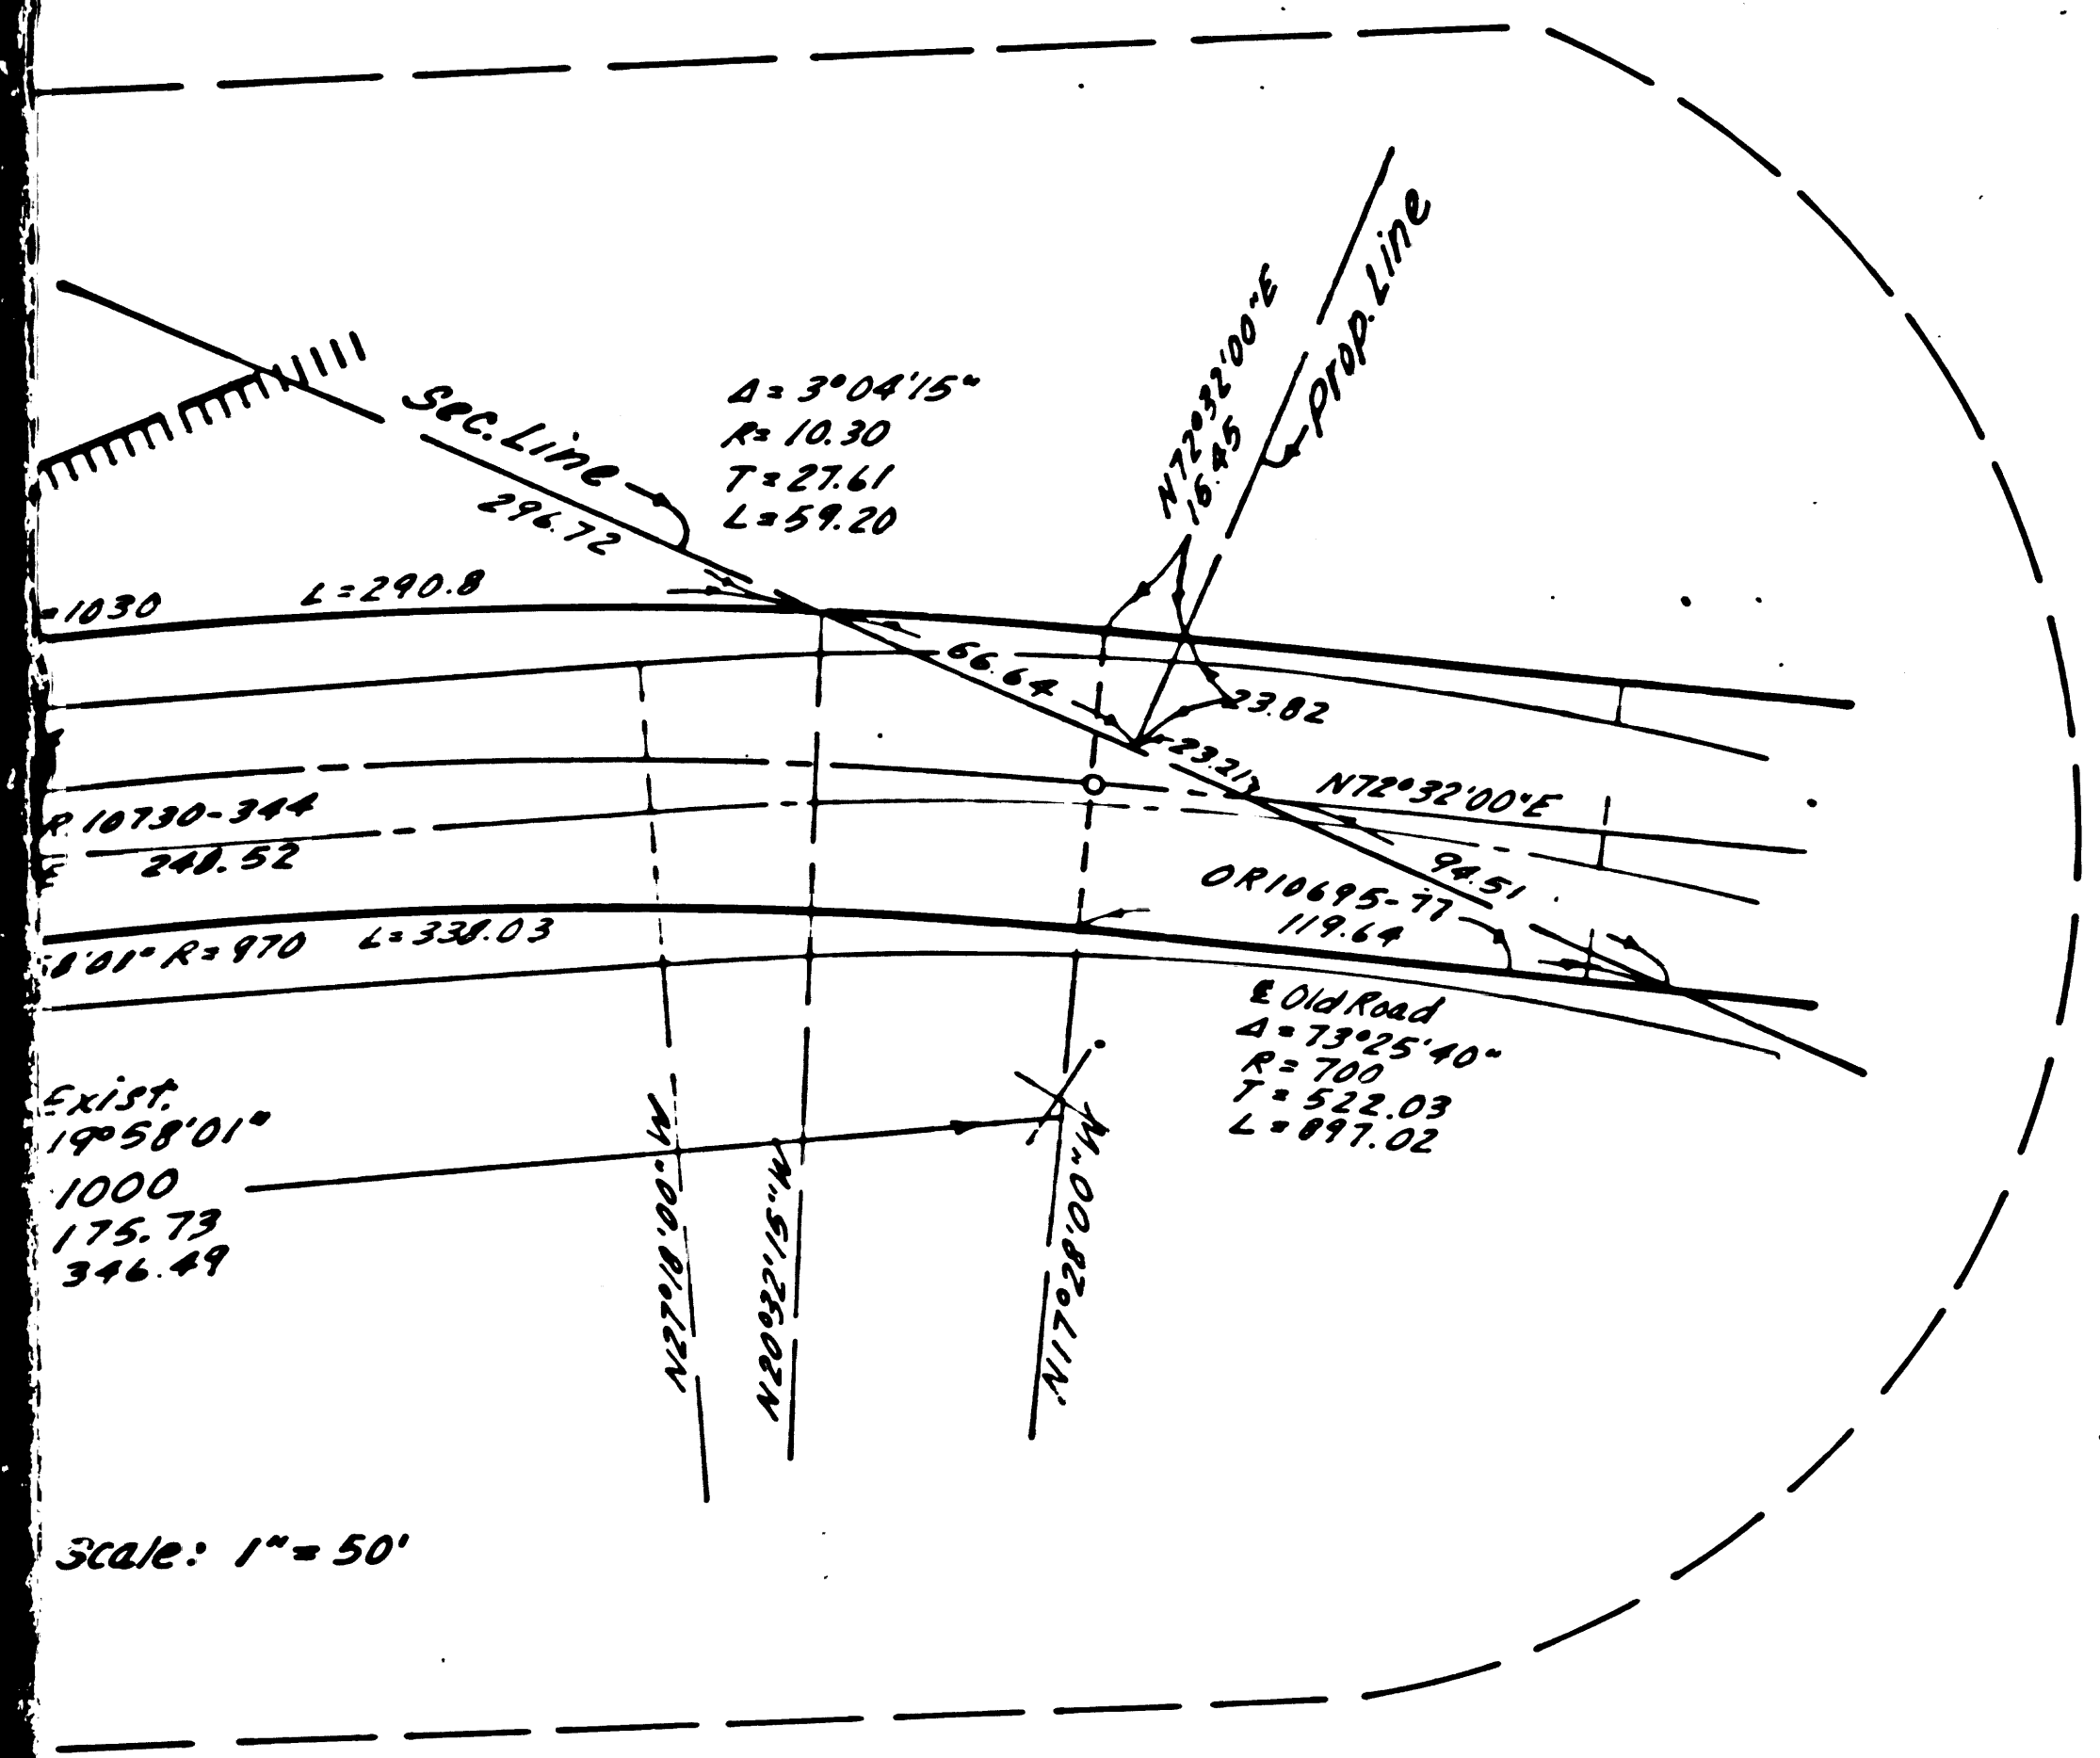 Prop. Line
N72°32'00"E
16.45
Sec. Line
296.72
Δ = 3°04'15"
R= 10.30
T = 27.61
L = 59.20
=1030
L = 290.8
66.64
23.82
23.21
N72°32'00"E
10730-344
240.52
94.51
OR10695-77
119.64
8'01" R= 970
L= 338.03
Old Road
Δ = 73°25'40"
R = 700
T = 522.03
L = 897.02
Exist.
19°58'01"
1000
175.73
346.49
N27°18'00"W
N20°32'15"W
N17°28'00"W
Scale: 1" = 50'